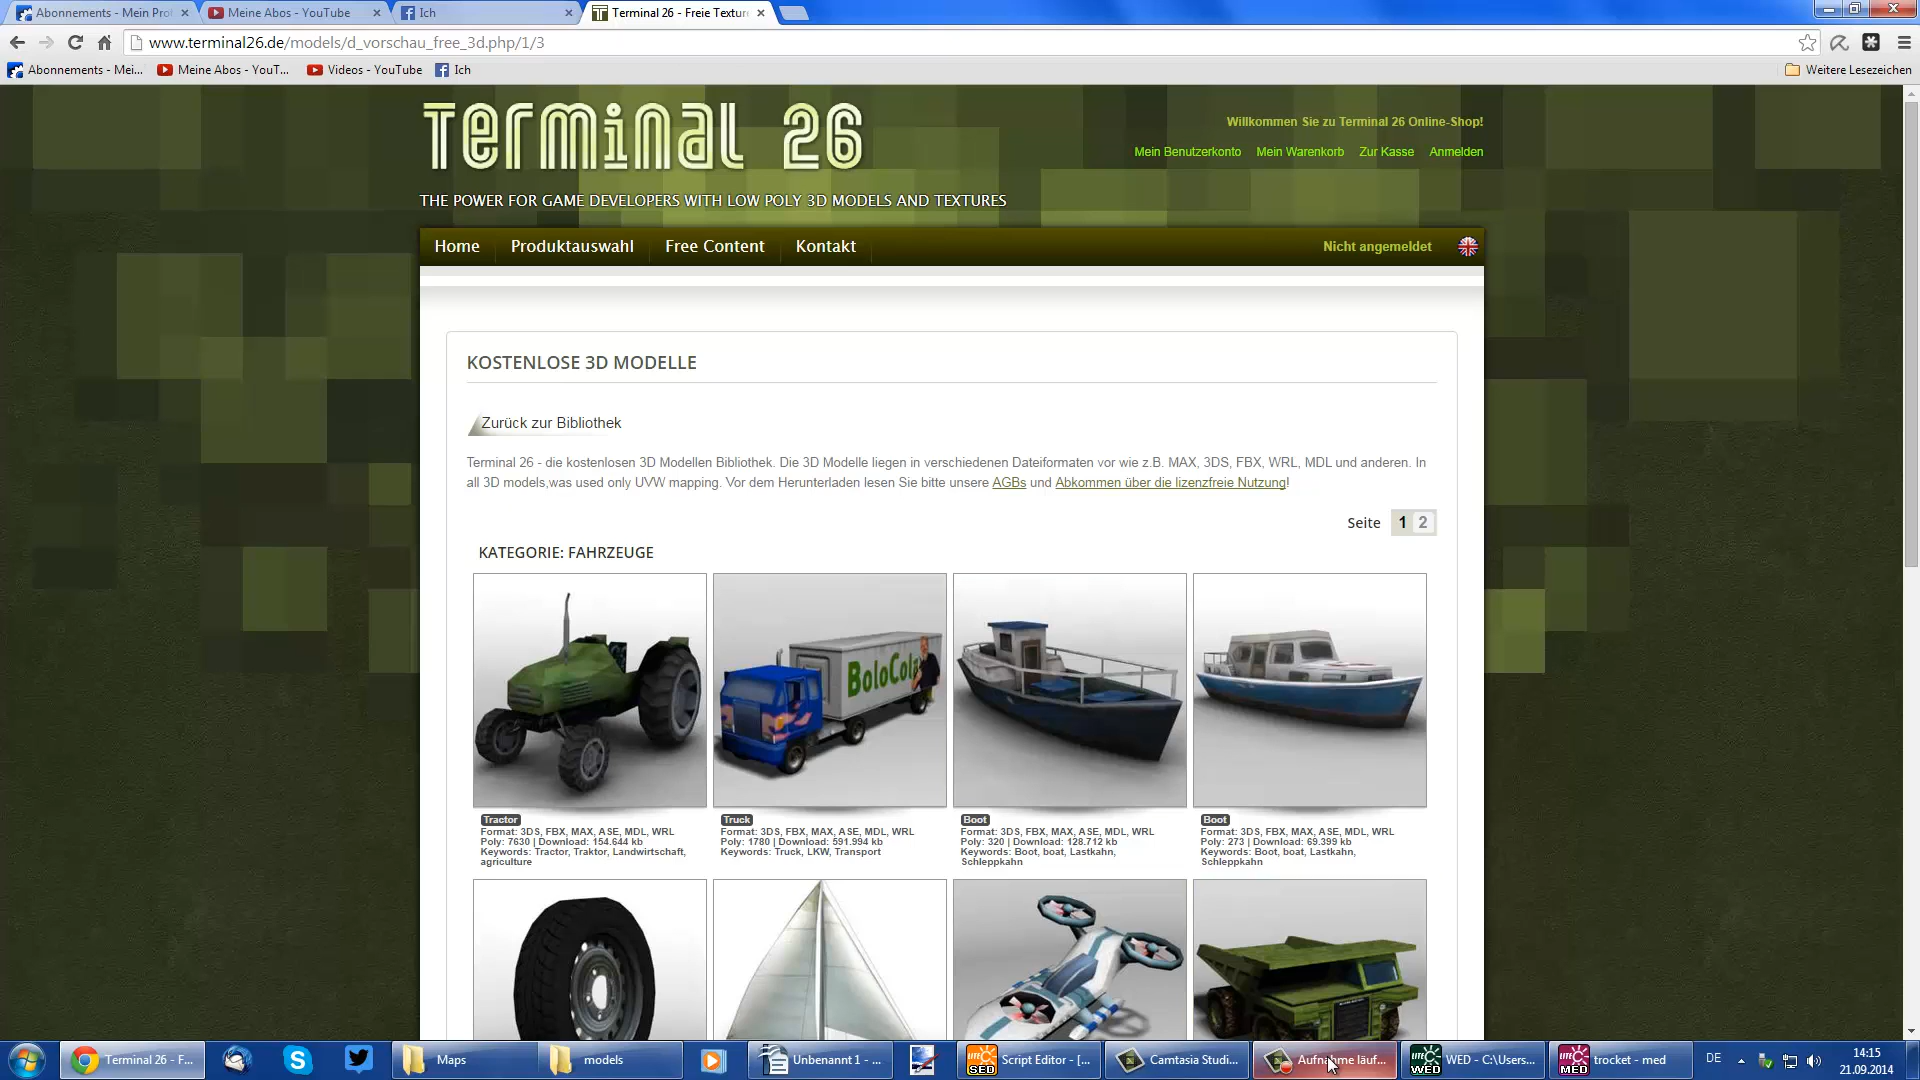 Abonnements - Mein Pro
Meine Abos - YouTube
Ich
Terminal 26 - Freie Textur
www.terminal26.de/models/d_vorschau_free_3d.php/1/3
Abonnements - Mei...
Meine Abos - YouT...
Videos - YouTube
Ich
Weitere Lesezeichen
Terminal 26
Willkommen Sie zu Terminal 26 Online-Shop!
Mein Benutzerkonto Mein Warenkorb Zur Kasse Anmelden
THE POWER FOR GAME DEVELOPERS WITH LOW POLY 3D MODELS AND TEXTURES
Home Produktauswahl Free Content Kontakt
Nicht angemeldet
KOSTENLOSE 3D MODELLE
Zurück zur Bibliothek
Terminal 26 - die kostenlosen 3D Modellen Bibliothek. Die 3D Modelle liegen in verschiedenen Dateiformaten vor wie z.B. MAX, 3DS, FBX, WRL, MDL und anderen. In
all 3D models,was used only UVW mapping. Vor dem Herunterladen lesen Sie bitte unsere AGBs und Abkommen über die lizenzfreie Nutzung!
Seite 1 2
KATEGORIE: FAHRZEUGE
BoloCola
Tractor
Format: 3DS, FBX, MAX, ASE, MDL, WRL
Poly: 7630 | Download: 154.644 kb
Keywords: Tractor, Traktor, Landwirtschaft,
agriculture
Truck
Format: 3DS, FBX, MAX, ASE, MDL, WRL
Poly: 1780 | Download: 591.994 kb
Keywords: Truck, LKW, Transport
Boot
Format: 3DS, FBX, MAX, ASE, MDL, WRL
Poly: 320 | Download: 128.712 kb
Keywords: Boot, boat, Lastkahn,
Schleppkahn
Boot
Format: 3DS, FBX, MAX, ASE, MDL, WRL
Poly: 273 | Download: 69.399 kb
Keywords: Boot, boat, Lastkahn,
Schleppkahn
Terminal 26 - F...
Maps
models
Unbenannt 1 - ...
SED
Script Editor - [...
Camtasia Studi...
Aufnahme läuf...
WED
WED - C:\Users...
MED
trocket - med
DE
14:15
21.09.2014